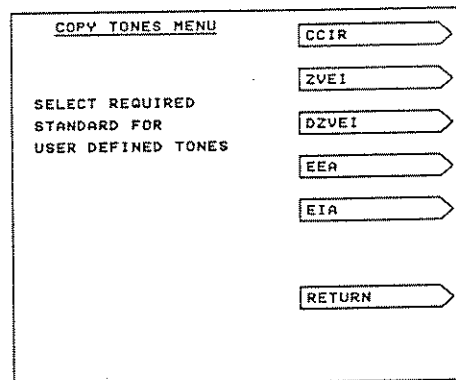 COPY TONES MENU
SELECT REQUIRED
STANDARD FOR
USER DEFINED TONES
CCIR
ZVEI
DZVEI
EEA
EIA
RETURN